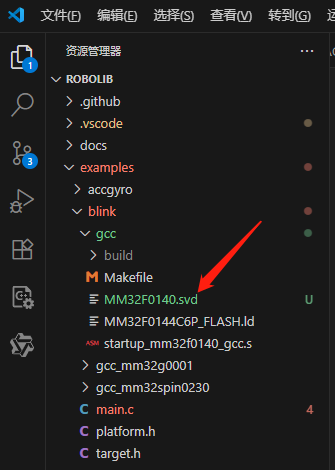 文件(F) 编辑(E) 选择(S) 查看(V) 转到(G)
资源管理器 ...
ROBOLIB
.github
.vscode
docs
examples
accgyro
blink
gcc
build
Makefile
MM32F0140.svd U
MM32F0144C6P_FLASH.ld
ASM startup_mm32f0140_gcc.s
gcc_mm32g0001
gcc_mm32spin0230
main.c 4
platform.h
target.h
1
3